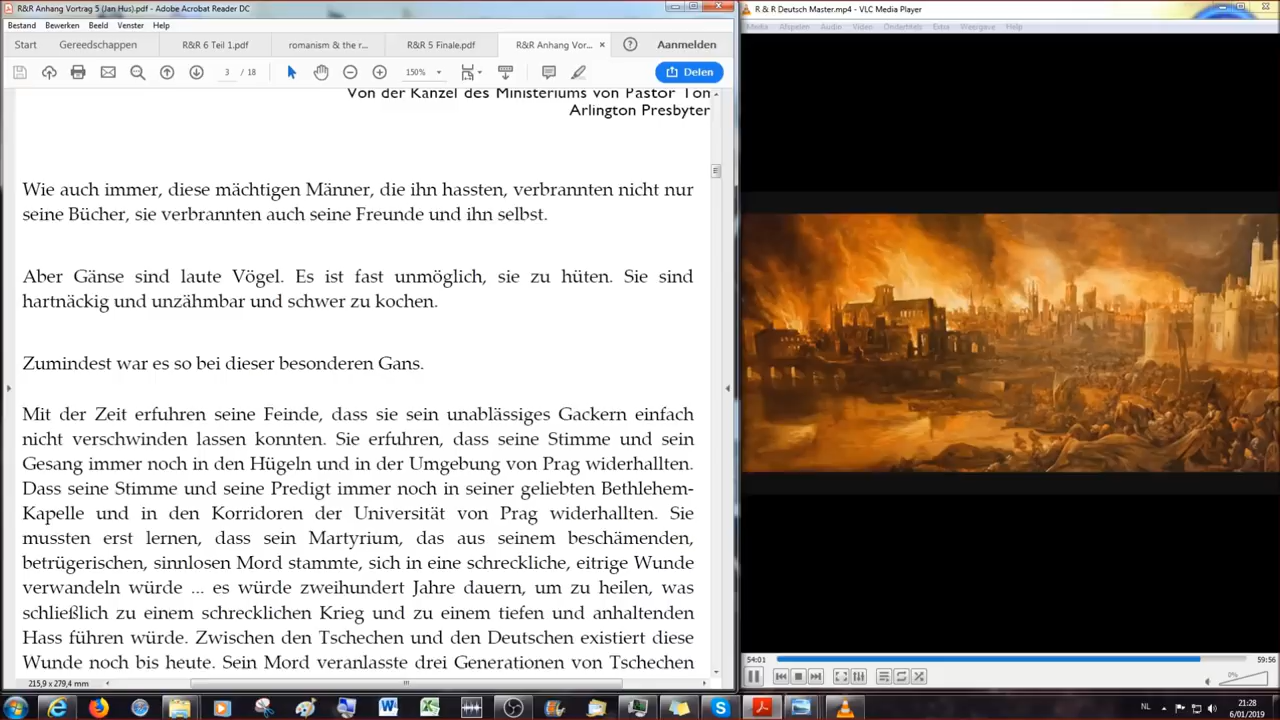 R&R Anhang Vortrag 5 (Jan Hus).pdf - Adobe Acrobat Reader DC
Bestand Bewerken Beeld Venster Help
Start Gereedschappen R&R 6 Teil 1.pdf romanism & the r... R&R 5 Finale.pdf R&R Anhang Vor... × Aanmelden
3 / 18 150% Delen
Von der Kanzel des Ministeriums von Pastor Ton
Arlington Presbyter
Wie auch immer, diese mächtigen Männer, die ihn hassten, verbrannten nicht nur
seine Bücher, sie verbrannten auch seine Freunde und ihn selbst.
Aber Gänse sind laute Vögel. Es ist fast unmöglich, sie zu hüten. Sie sind
hartnäckig und unzähmbar und schwer zu kochen.
Zumindest war es so bei dieser besonderen Gans.
Mit der Zeit erfuhren seine Feinde, dass sie sein unablässiges Gackern einfach
nicht verschwinden lassen konnten. Sie erfuhren, dass seine Stimme und sein
Gesang immer noch in den Hügeln und in der Umgebung von Prag widerhallten.
Dass seine Stimme und seine Predigt immer noch in seiner geliebten Bethlehem-
Kapelle und in den Korridoren der Universität von Prag widerhallten. Sie
mussten erst lernen, dass sein Martyrium, das aus seinem beschämenden,
betrügerischen, sinnlosen Mord stammte, sich in eine schreckliche, eitrige Wunde
verwandeln würde ... es würde zweihundert Jahre dauern, um zu heilen, was
schließlich zu einem schrecklichen Krieg und zu einem tiefen und anhaltenden
Hass führen würde. Zwischen den Tschechen und den Deutschen existiert diese
Wunde noch bis heute. Sein Mord veranlasste drei Generationen von Tschechen
215,9 x 279,4 mm
R & R Deutsch Master.mp4 - VLC Media Player
Media Afspelen Audio Video Ondertitels Extra Weergave Help
54:01 59:56
0%
NL 21:28
6/01/2019